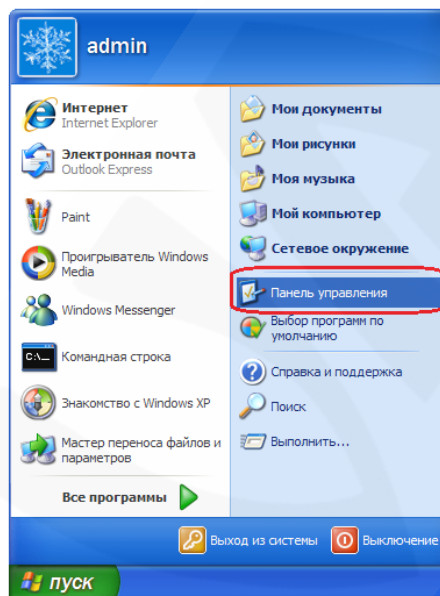 admin
Интернет
Internet Explorer
Электронная почта
Outlook Express
Paint
Проигрыватель Windows
Media
Windows Messenger
C:\_
Командная строка
Знакомство с Windows XP
Мастер переноса файлов и
параметров
Все программы
Мои документы
Мои рисунки
Моя музыка
Мой компьютер
Сетевое окружение
Панель управления
Выбор программ по
умолчанию
Справка и поддержка
Поиск
Выполнить...
Выход из системы
Выключение
пуск